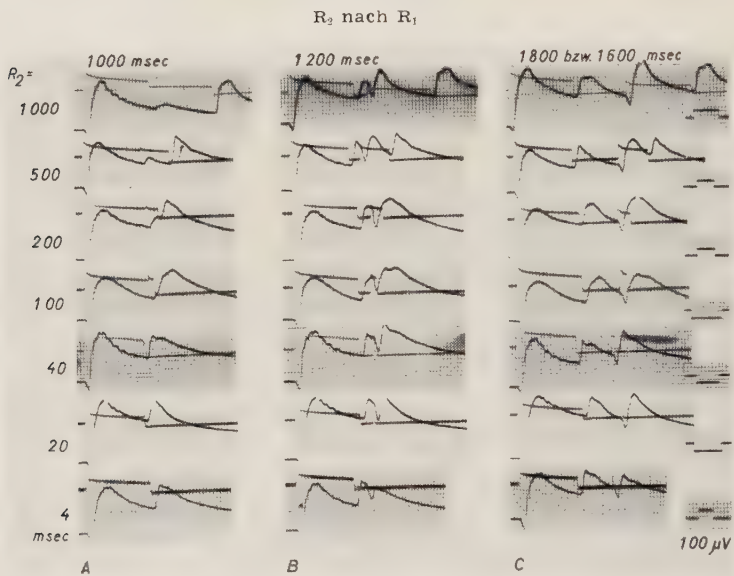 R₂ nach R₁
1000 msec
1200 msec
1800 bzw. 1600 msec
R₂=
1000
500
200
100
40
20
4
msec
100 µV
A
B
C